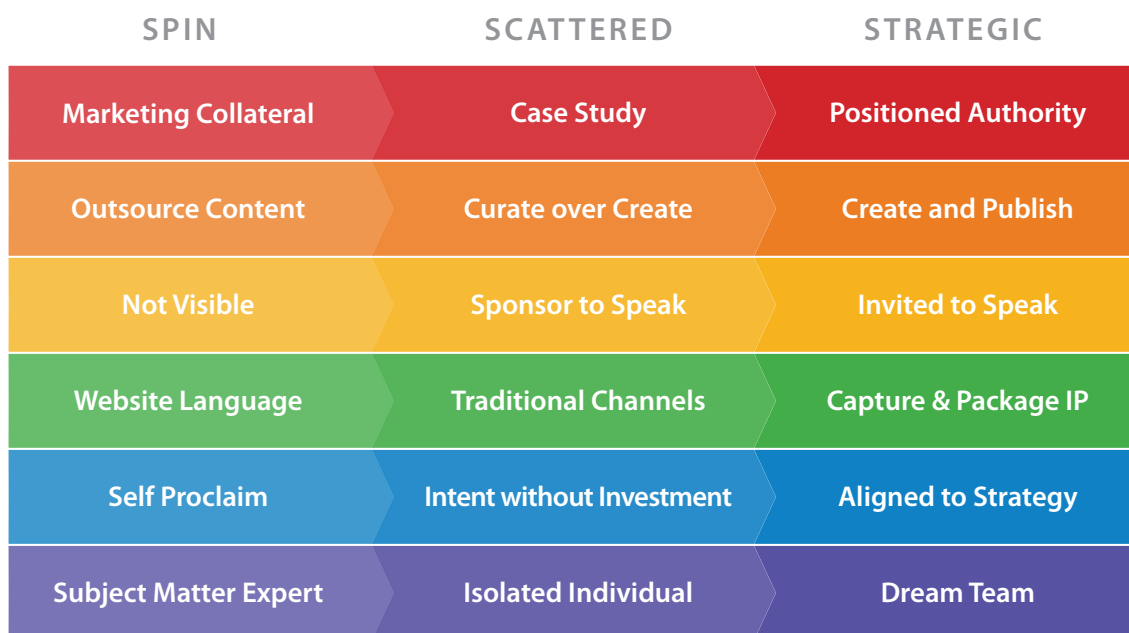 SPIN SCATTERED STRATEGIC
Marketing Collateral Case Study Positioned Authority
Outsource Content Curate over Create Create and Publish
Not Visible Sponsor to Speak Invited to Speak
Website Language Traditional Channels Capture & Package IP
Self Proclaim Intent without Investment Aligned to Strategy
Subject Matter Expert Isolated Individual Dream Team